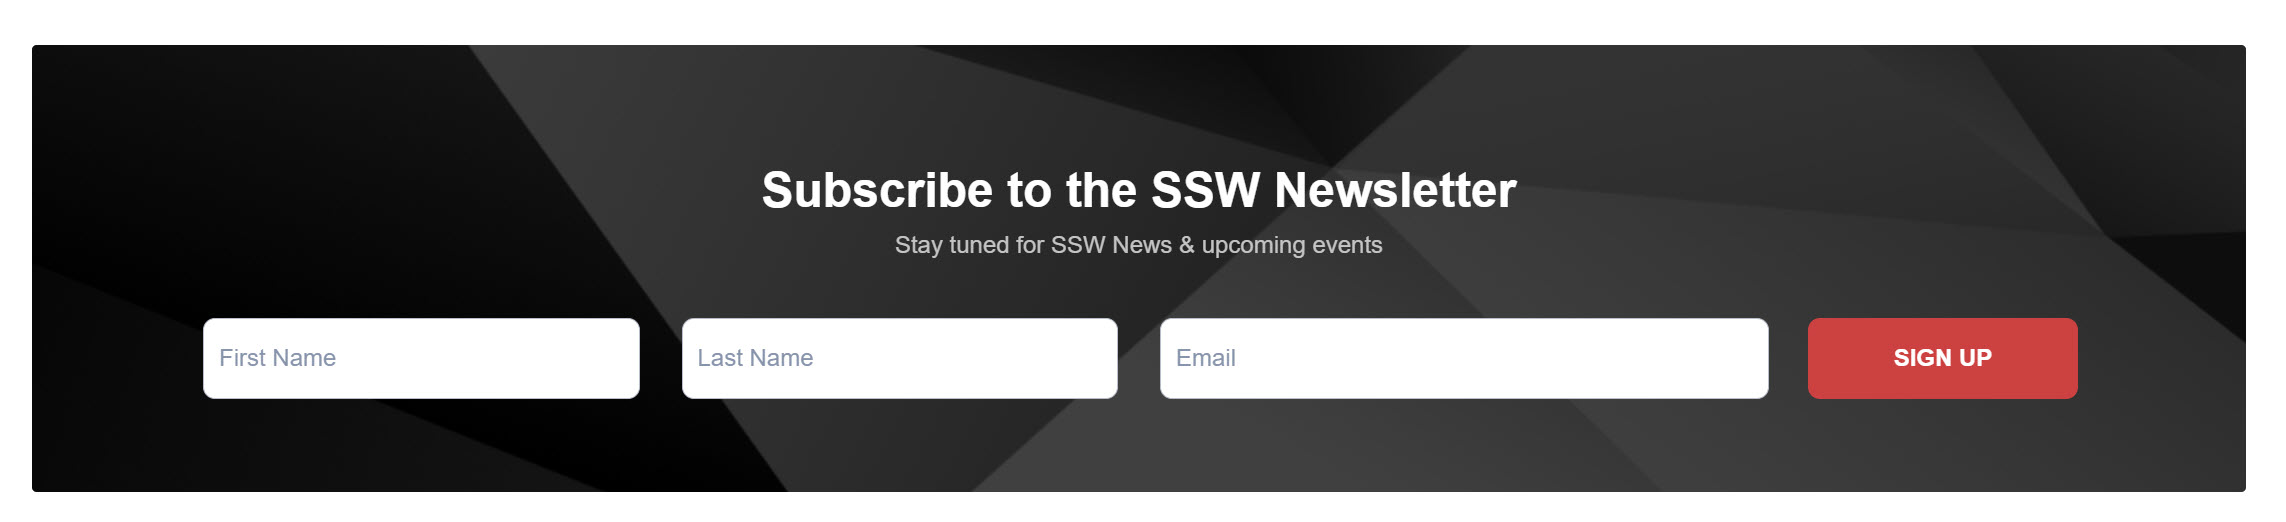 Subscribe to the SSW Newsletter
Stay tuned for SSW News & upcoming events
First Name
Last Name
Email
SIGN UP